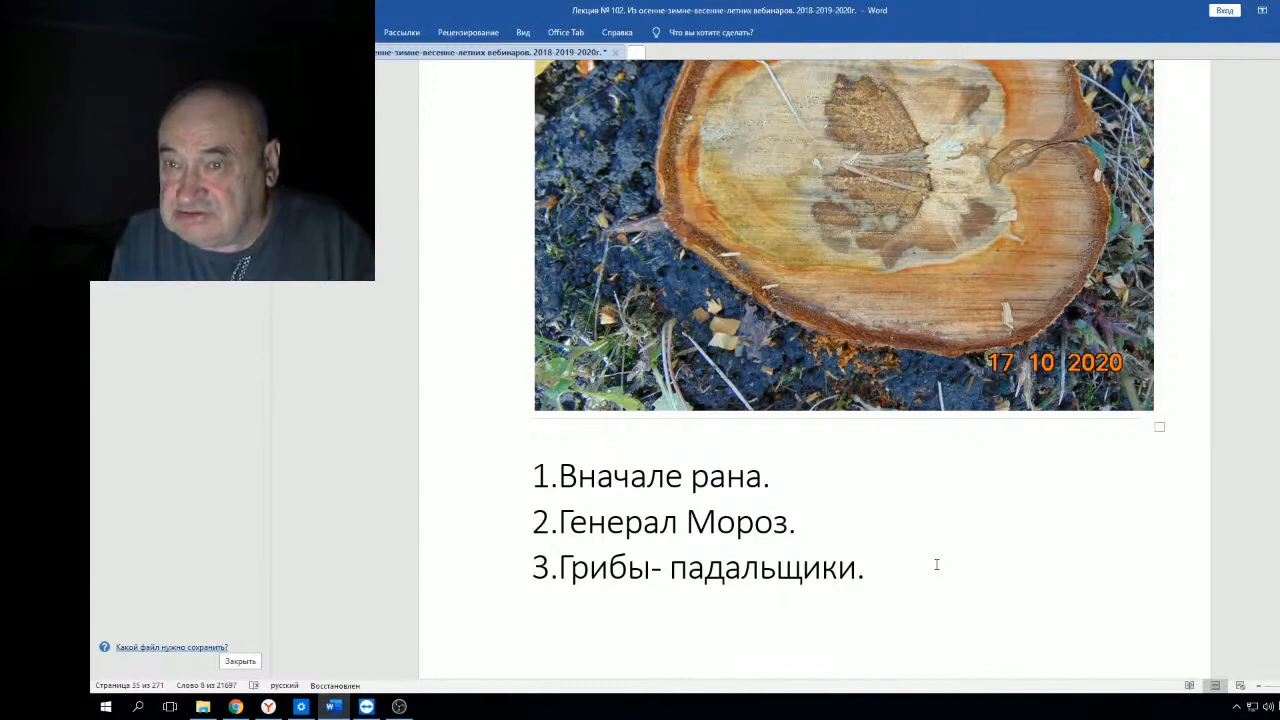 Лекция № 102. Из осенне-зимне-весенне-летних вебинаров. 2018-2019-2020г. - Word
Вход
Рассылки Рецензирование Вид Office Tab Справка Что вы хотите сделать?
нне-зимне-весенне-летних вебинаров. 2018-2019-2020г. *
17 10 2020
1.Вначале рана.
2.Генерал Мороз.
3.Грибы- падальщики.
Какой файл нужно сохранить?
Закрыть
Страница 35 из 271 Слово 8 из 21697 русский Восстановлен